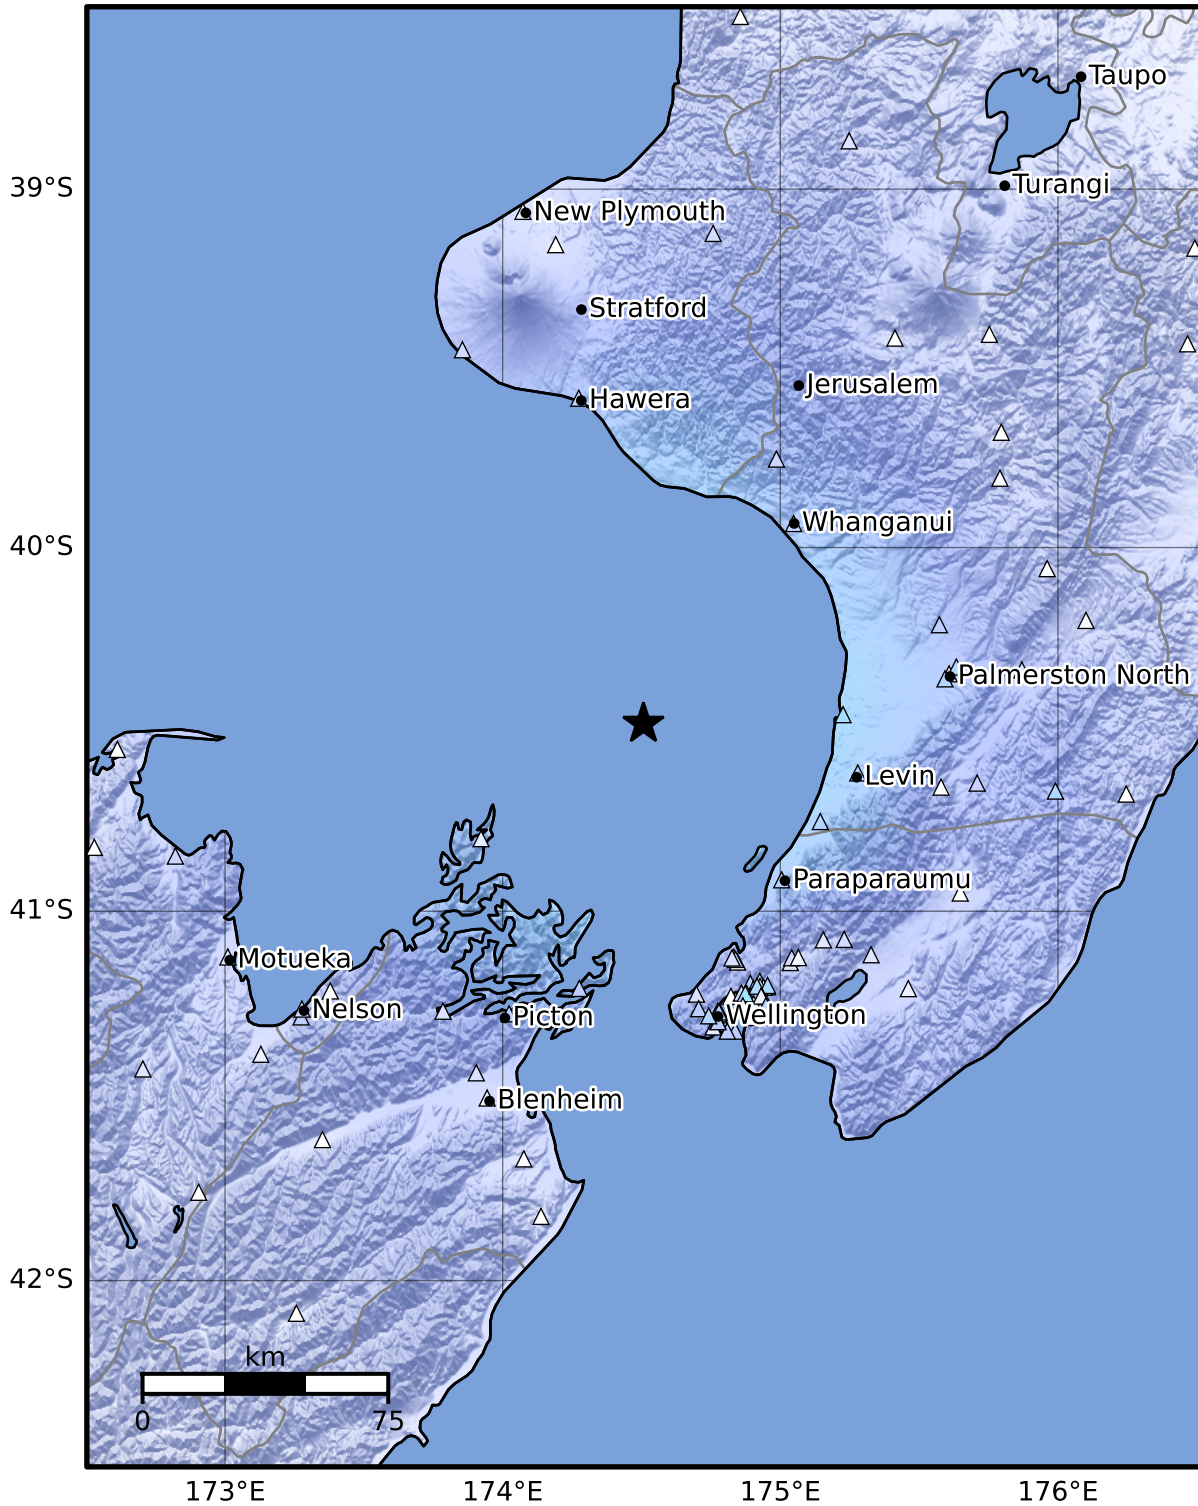 Taupo
39°S
Turangi
New Plymouth
Stratford
Jerusalem
Hawera
Whanganui
40°S
Palmerston North
Levin
Paraparaumu
41°S
Motueka
Nelson
Picton
Wellington
Blenheim
42°S
km
0 75
173°E 174°E 175°E 176°E